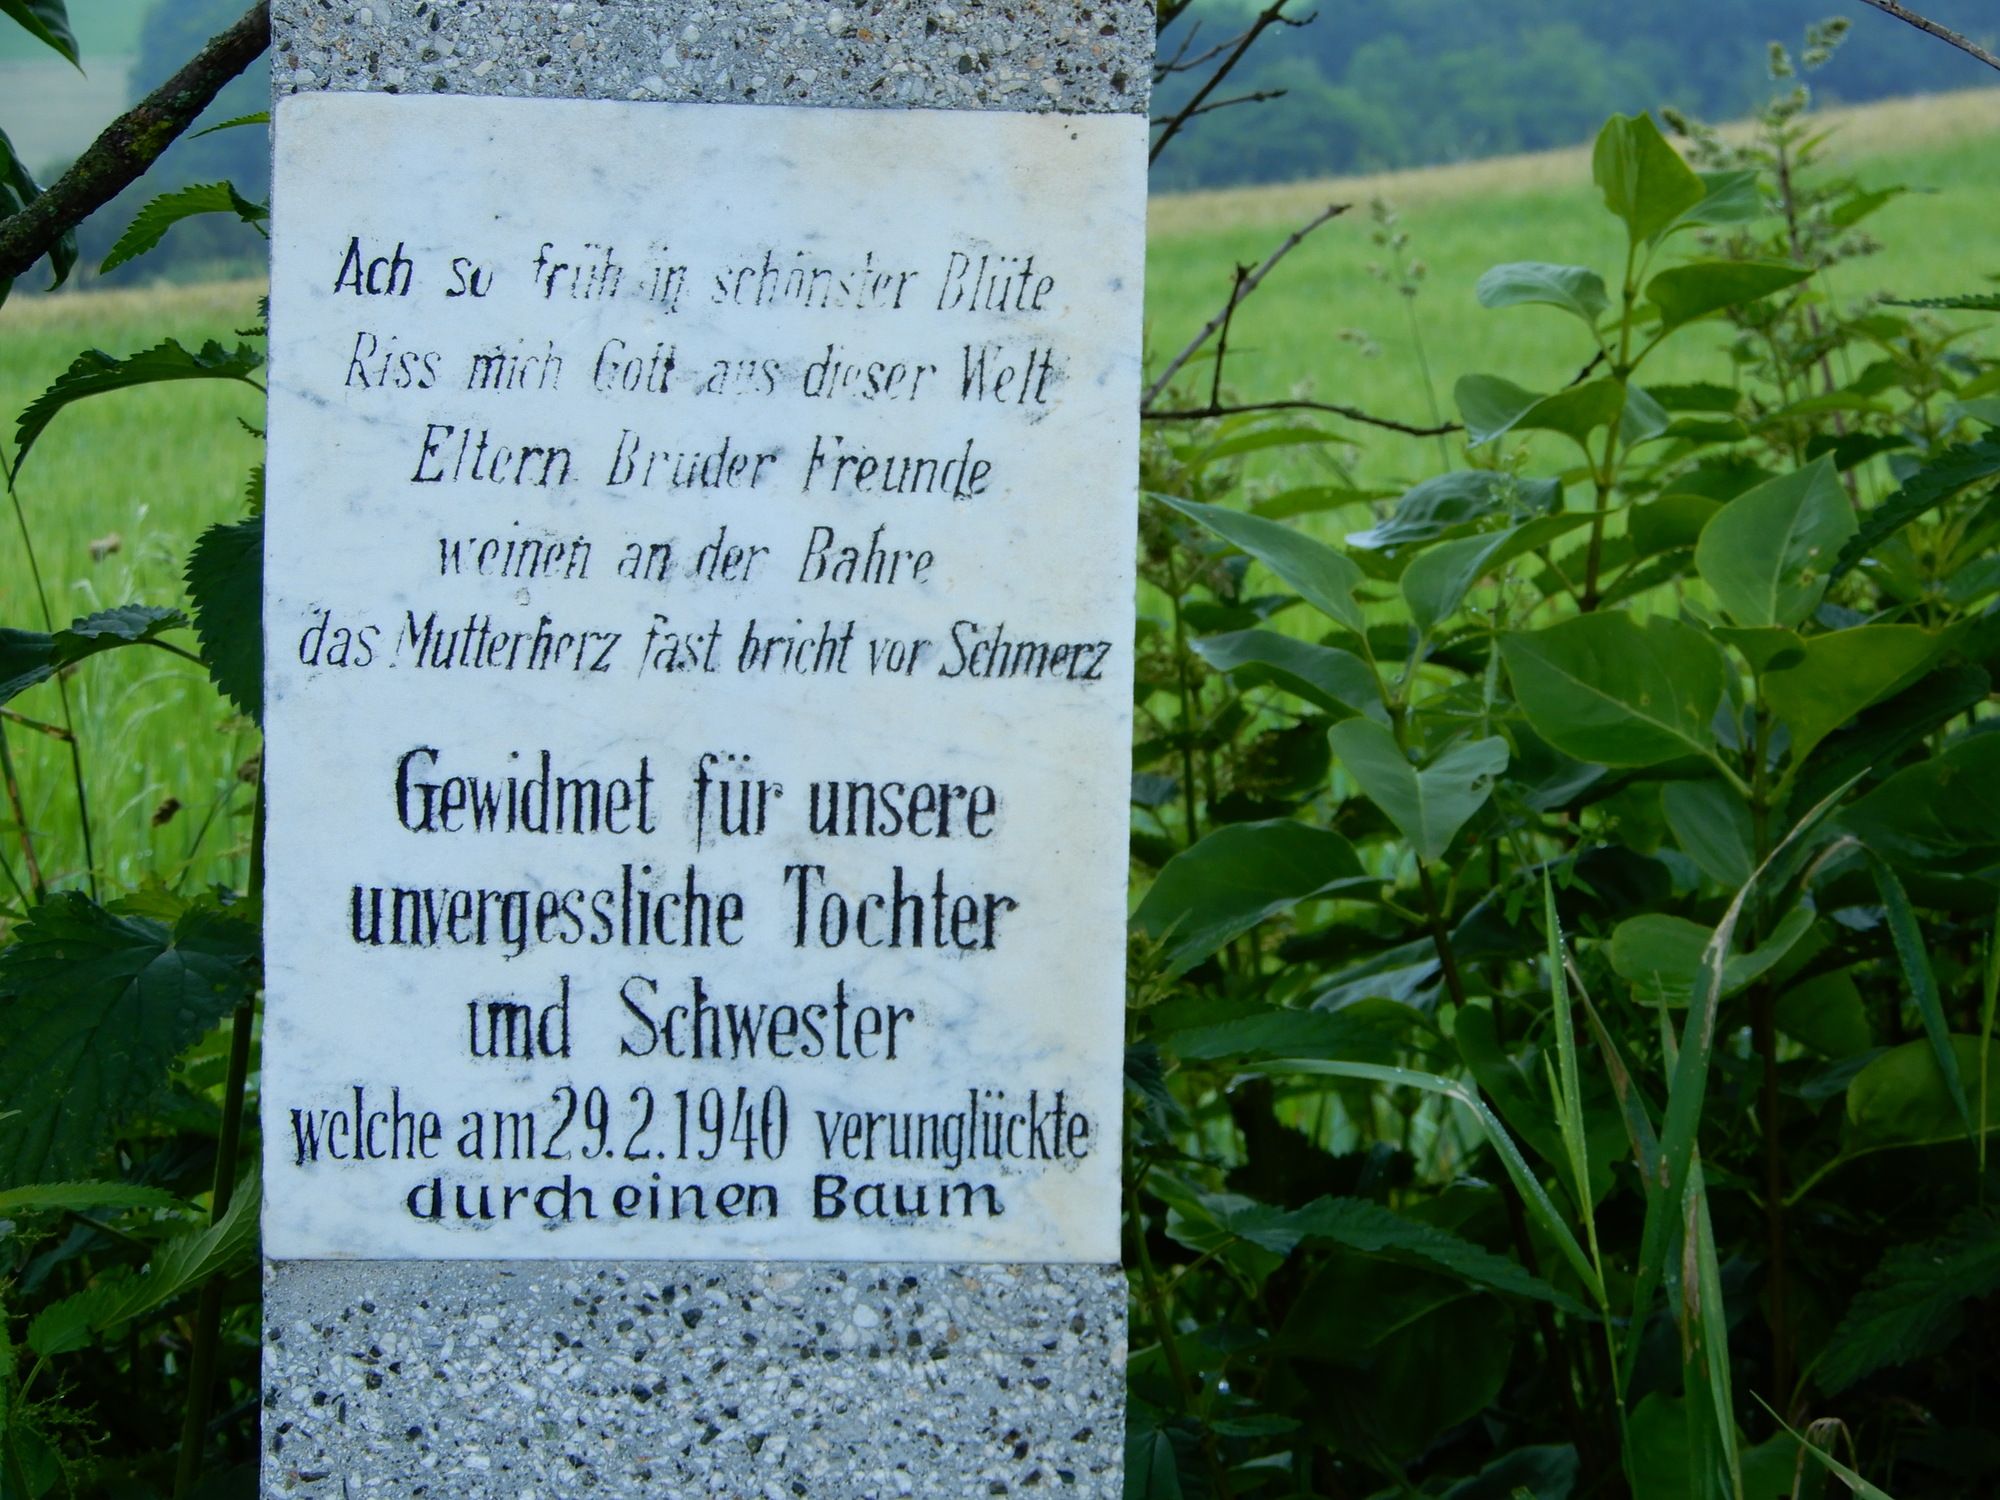 Ach so früh in schönster Blüte
Riss mich Gott aus dieser Welt
Eltern Bruder Freunde
weinen an der Bahre
das Mutterherz fast bricht vor Schmerz
Gewidmet für unsere
unvergessliche Tochter
und Schwester
welche am 29.2.1940 verunglückte
durch einen Baum